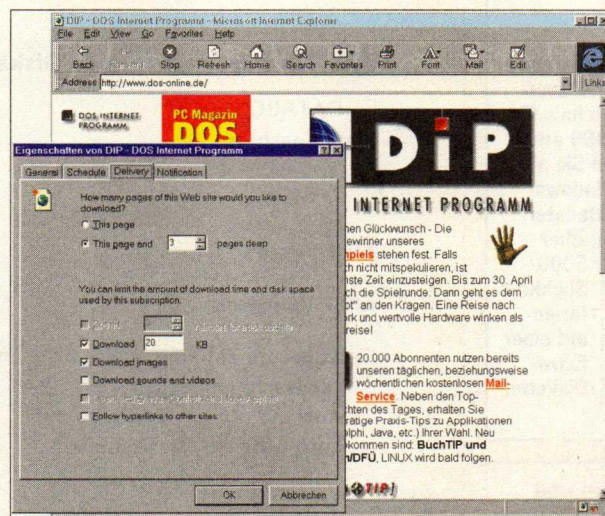 DIP - DOS Internet Programm - Microsoft Internet Explorer
File Edit View Go Favorites Help
Back Stop Refresh Home Search Favorites Print Font Mail Edit
Address http://www.dos-online.de/
Links
DOS INTERNET
PROGRAMM
PC Magazin
DOS
DiP
INTERNET PROGRAMM
Eigenschaften von DIP - DOS Internet Programm
General Schedule Delivery Notification
How many pages of this Web site would you like to
download?
This page
This page and 3 pages deep
You can limit the amount of download time and disk space
used by this subscription.
Download 20 KB
Download images
Download sounds and videos
Follow hyperlinks to other sites
OK Abbrechen
hen Glückwunsch - Die
ewinner unseres
mpiels stehen fest. Falls
ch nicht mitspekulieren, ist
hste Zeit einzusteigen. Bis zum 30. April
ch die Spielrunde. Dann geht es dem
pt" an den Kragen. Eine Reise nach
rk und wertvolle Hardware winken als
reise!
20.000 Abonnenten nutzen bereits
unseren täglichen, beziehungsweise
wöchentlichen kostenlosen Mail-
Service. Neben den Top-
chten des Tages, erhalten Sie
rätige Praxis-Tips zu Applikationen
elphi, Java, etc.) Ihrer Wahl. Neu
okommen sind: BuchTIP und
n/DFÜ, LINUX wird bald folgen.
TIP!